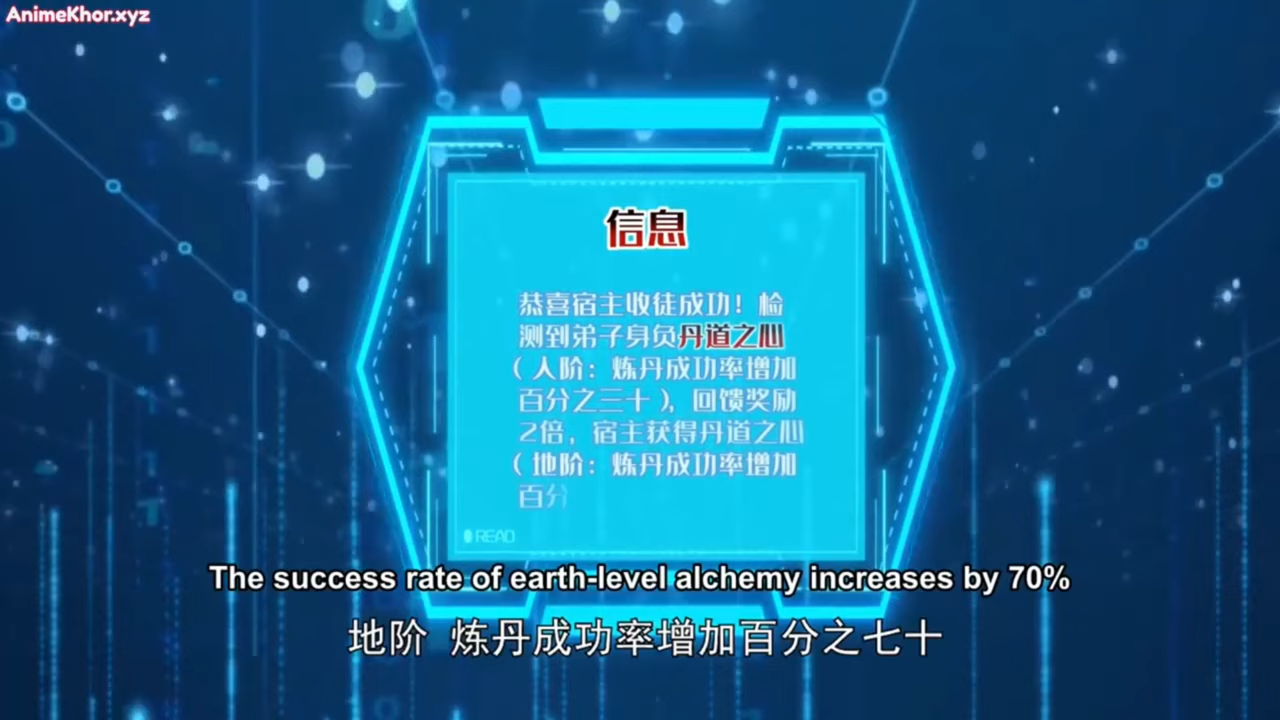 AnimeKhor.xyz
信息
恭喜宿主收徒成功！检
测到弟子身负丹道之心
（人阶：炼丹成功率增加
百分之三十），回馈奖励
2倍，宿主获得丹道之心
（地阶：炼丹成功率增加
百分
READ
The success rate of earth-level alchemy increases by 70%
地阶 炼丹成功率增加百分之七十